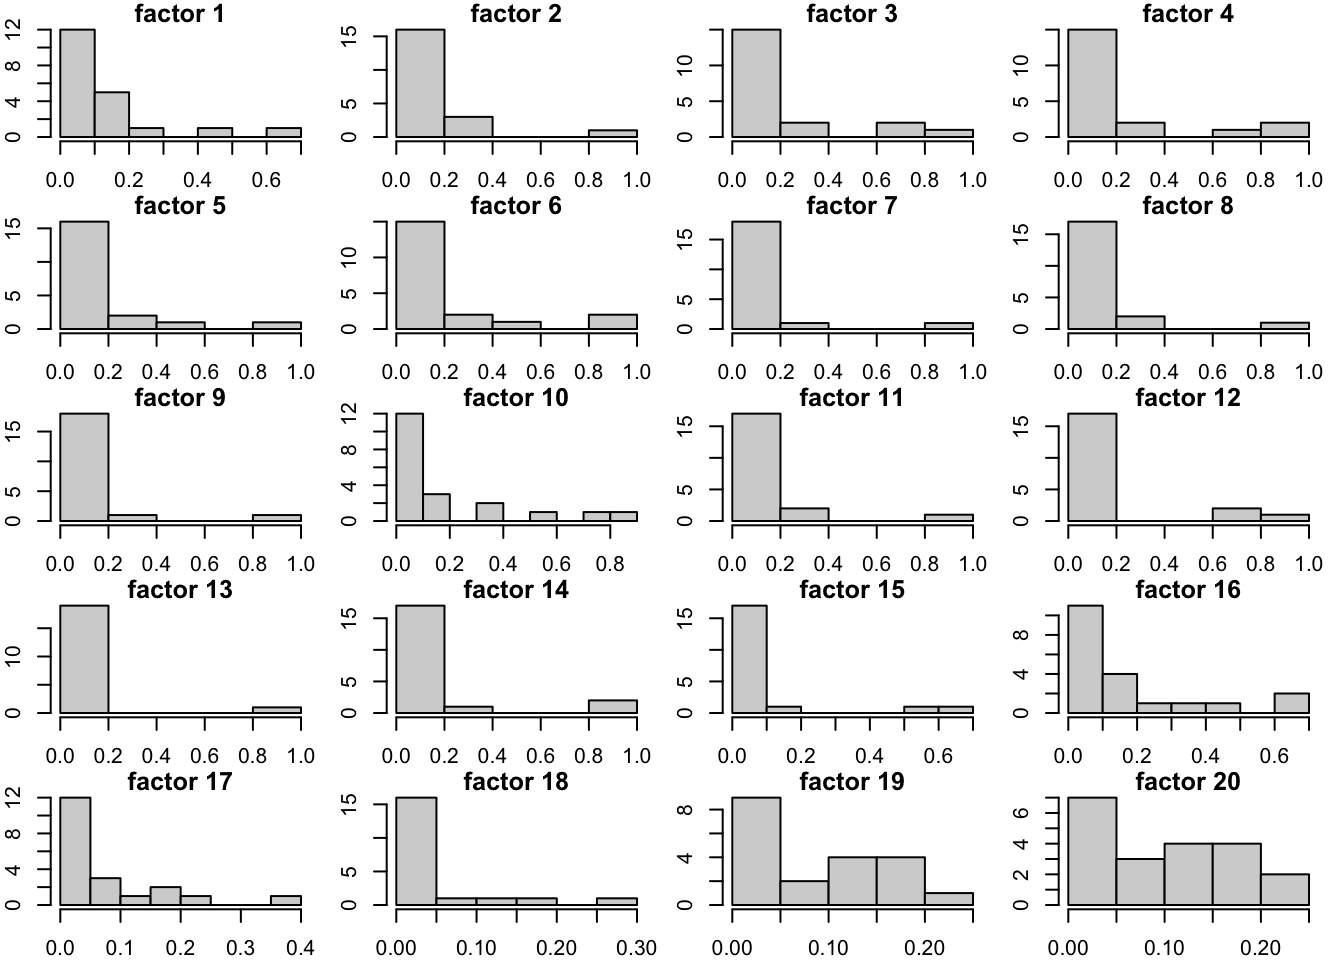 factor 1 factor 2 factor 3 factor 4
12 8 4 0 15 5 0 10 5 0 10 5 0
0.0 0.2 0.4 0.6 0.0 0.2 0.4 0.6 0.8 1.0 0.0 0.2 0.4 0.6 0.8 1.0 0.0 0.2 0.4 0.6 0.8 1.0
factor 5 factor 6 factor 7 factor 8
15 5 0 10 5 0 15 5 0 15 5 0
0.0 0.2 0.4 0.6 0.8 1.0 0.0 0.2 0.4 0.6 0.8 1.0 0.0 0.2 0.4 0.6 0.8 1.0 0.0 0.2 0.4 0.6 0.8 1.0
factor 9 factor 10 factor 11 factor 12
15 5 0 12 8 4 0 15 5 0 15 5 0
0.0 0.2 0.4 0.6 0.8 1.0 0.0 0.2 0.4 0.6 0.8 0.0 0.2 0.4 0.6 0.8 1.0 0.0 0.2 0.4 0.6 0.8 1.0
factor 13 factor 14 factor 15 factor 16
10 0 15 5 0 15 5 0 8 4 0
0.0 0.2 0.4 0.6 0.8 1.0 0.0 0.2 0.4 0.6 0.8 1.0 0.0 0.2 0.4 0.6 0.0 0.2 0.4 0.6
factor 17 factor 18 factor 19 factor 20
12 8 4 0 15 5 0 8 4 0 6 4 2 0
0.0 0.1 0.2 0.3 0.4 0.00 0.10 0.20 0.30 0.00 0.10 0.20 0.00 0.10 0.20